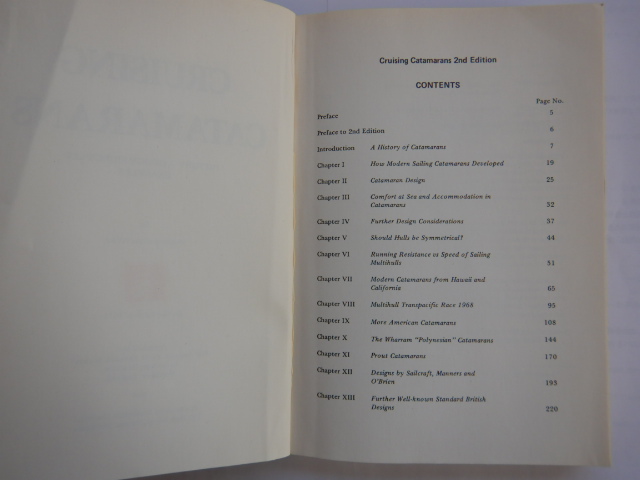 Cruising Catamarans 2nd Edition
CONTENTS
Page No.
Preface 5
Preface to 2nd Edition 6
Introduction A History of Catamarans 7
Chapter I How Modern Sailing Catamarans Developed 19
Chapter II Catamaran Design 25
Chapter III Comfort at Sea and Accommodation in
Catamarans 32
Chapter IV Further Design Considerations 37
Chapter V Should Hulls be Symmetrical? 44
Chapter VI Running Resistance vs Speed of Sailing
Multihulls 51
Chapter VII Modern Catamarans from Hawaii and
California 65
Chapter VIII Multihull Transpacific Race 1968 95
Chapter IX More American Catamarans 108
Chapter X The Wharram "Polynesian" Catamarans 144
Chapter XI Prout Catamarans 170
Chapter XII Designs by Sailcraft, Manners and
O'Brien 193
Chapter XIII Further Well-known Standard British
Designs 220
CRUISING
CATAMARANS